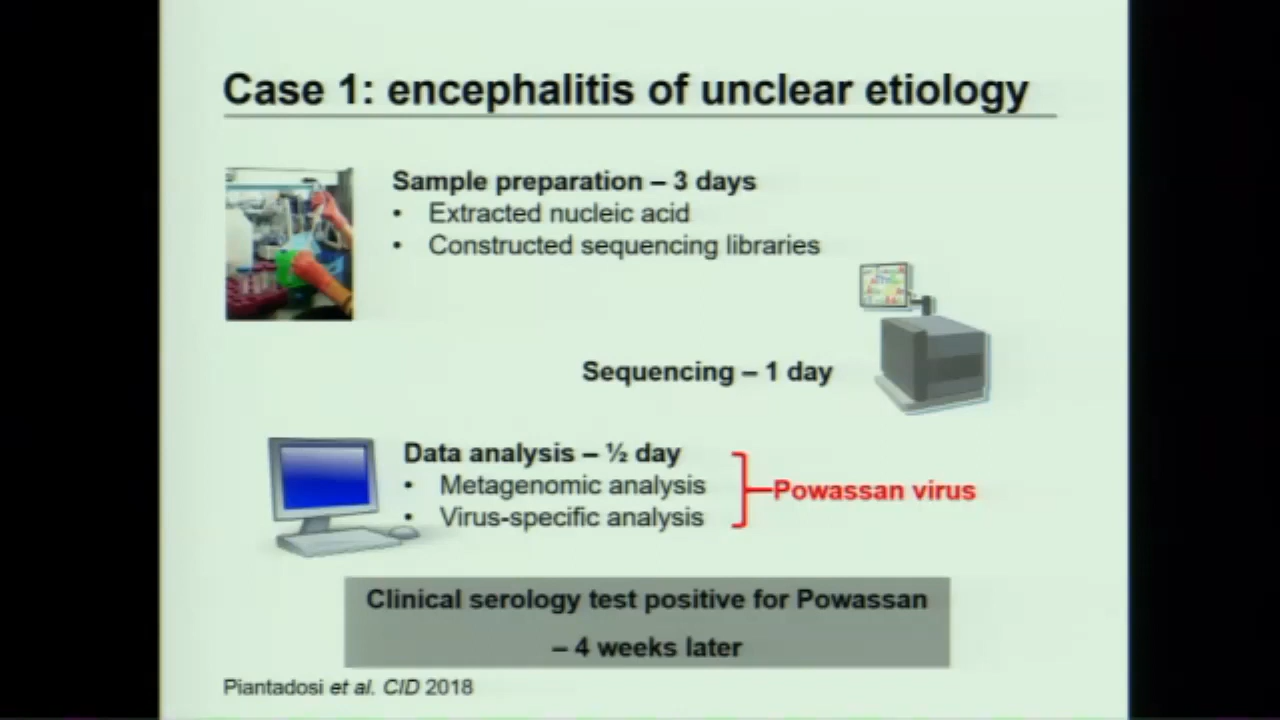 Case 1: encephalitis of unclear etiology
Sample preparation – 3 days
• Extracted nucleic acid
• Constructed sequencing libraries
Sequencing – 1 day
Data analysis – ½ day
• Metagenomic analysis
• Virus-specific analysis
Powassan virus
Clinical serology test positive for Powassan
– 4 weeks later
Piantadosi et al. CID 2018